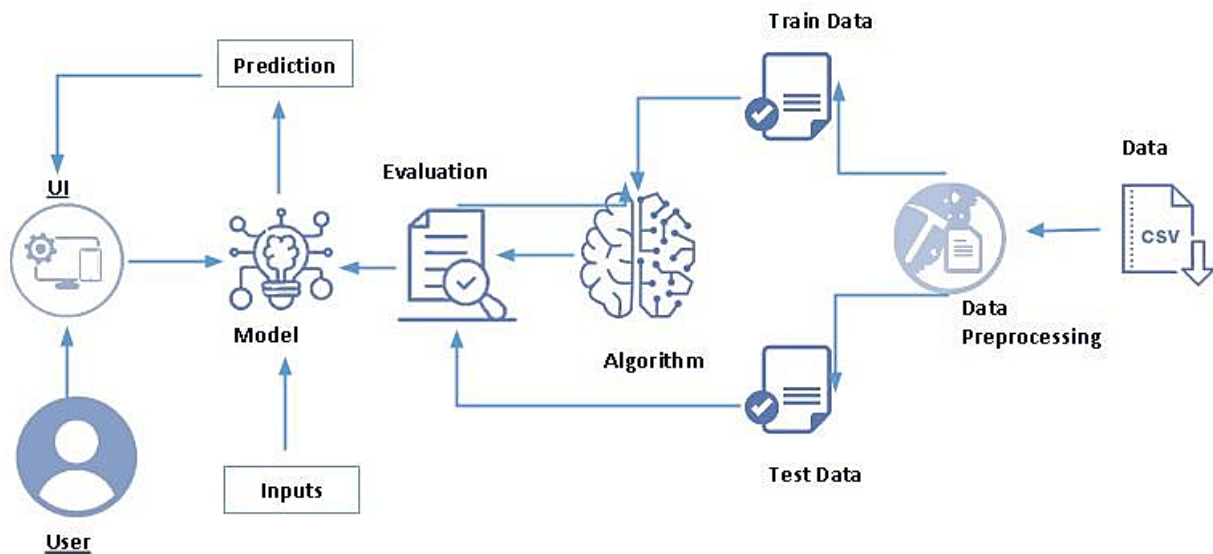 Train Data
Prediction
Data
Evaluation
UI
CSV
Data
Preprocessing
Model
Algorithm
Test Data
Inputs
User